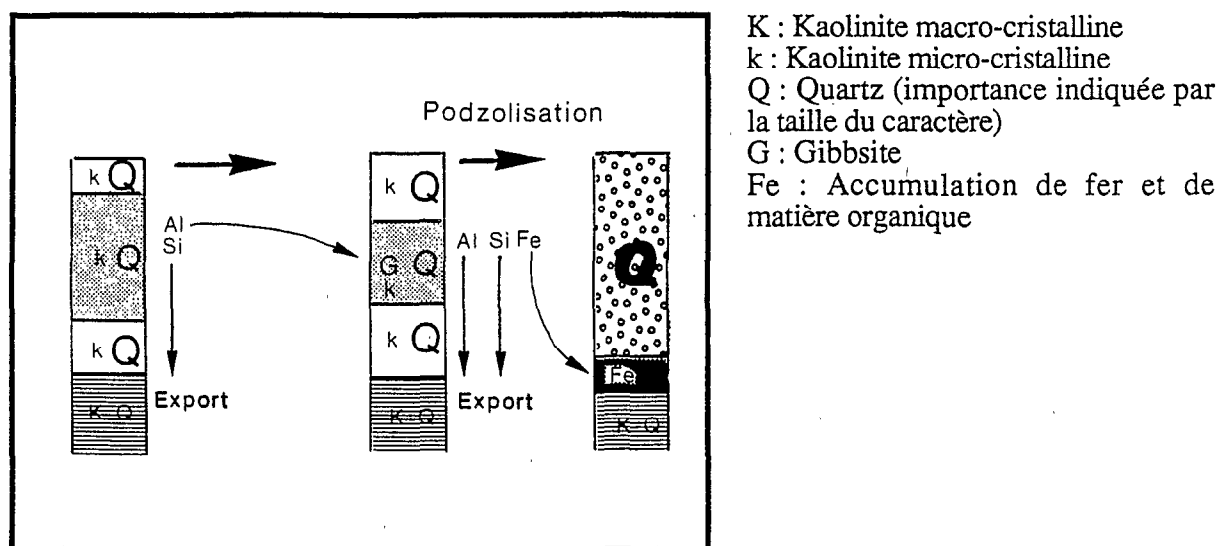 Podzolisation
k Q
k Q
k Q
K Q
Al
Si
Export
k Q
G Q
k
k Q
K Q
Al Si Fe
Export
Q
Fe
K Q
K : Kaolinite macro-cristalline
k : Kaolinite micro-cristalline
Q : Quartz (importance indiquée par
la taille du caractère)
G : Gibbsite
Fe : Accumulation de fer et de
matière organique